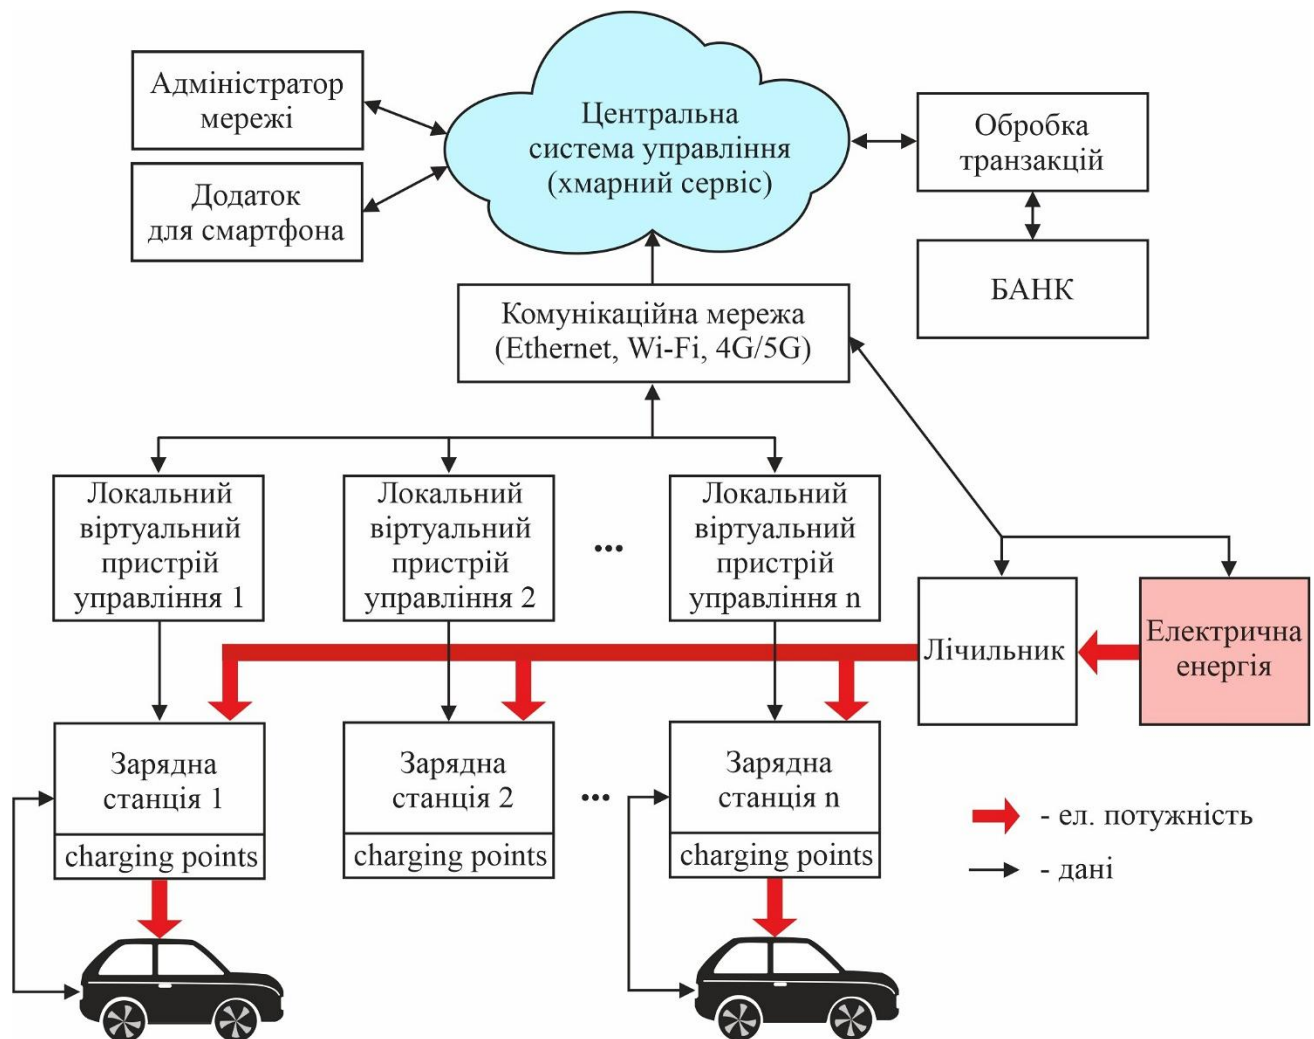 Адміністратор
мережі
Додаток
для смартфона
Центральна
система управління
(хмарний сервіс)
Обробка
транзакцій
БАНК
Комунікаційна мережа
(Ethernet, Wi-Fi, 4G/5G)
Локальний
віртуальний
пристрій
управління 1
Локальний
віртуальний
пристрій
управління 2
...
Локальний
віртуальний
пристрій
управління n
Лічильник
Електрична
енергія
Зарядна
станція 1
charging points
Зарядна
станція 2
charging points
...
Зарядна
станція n
charging points
- ел. потужність
- дані